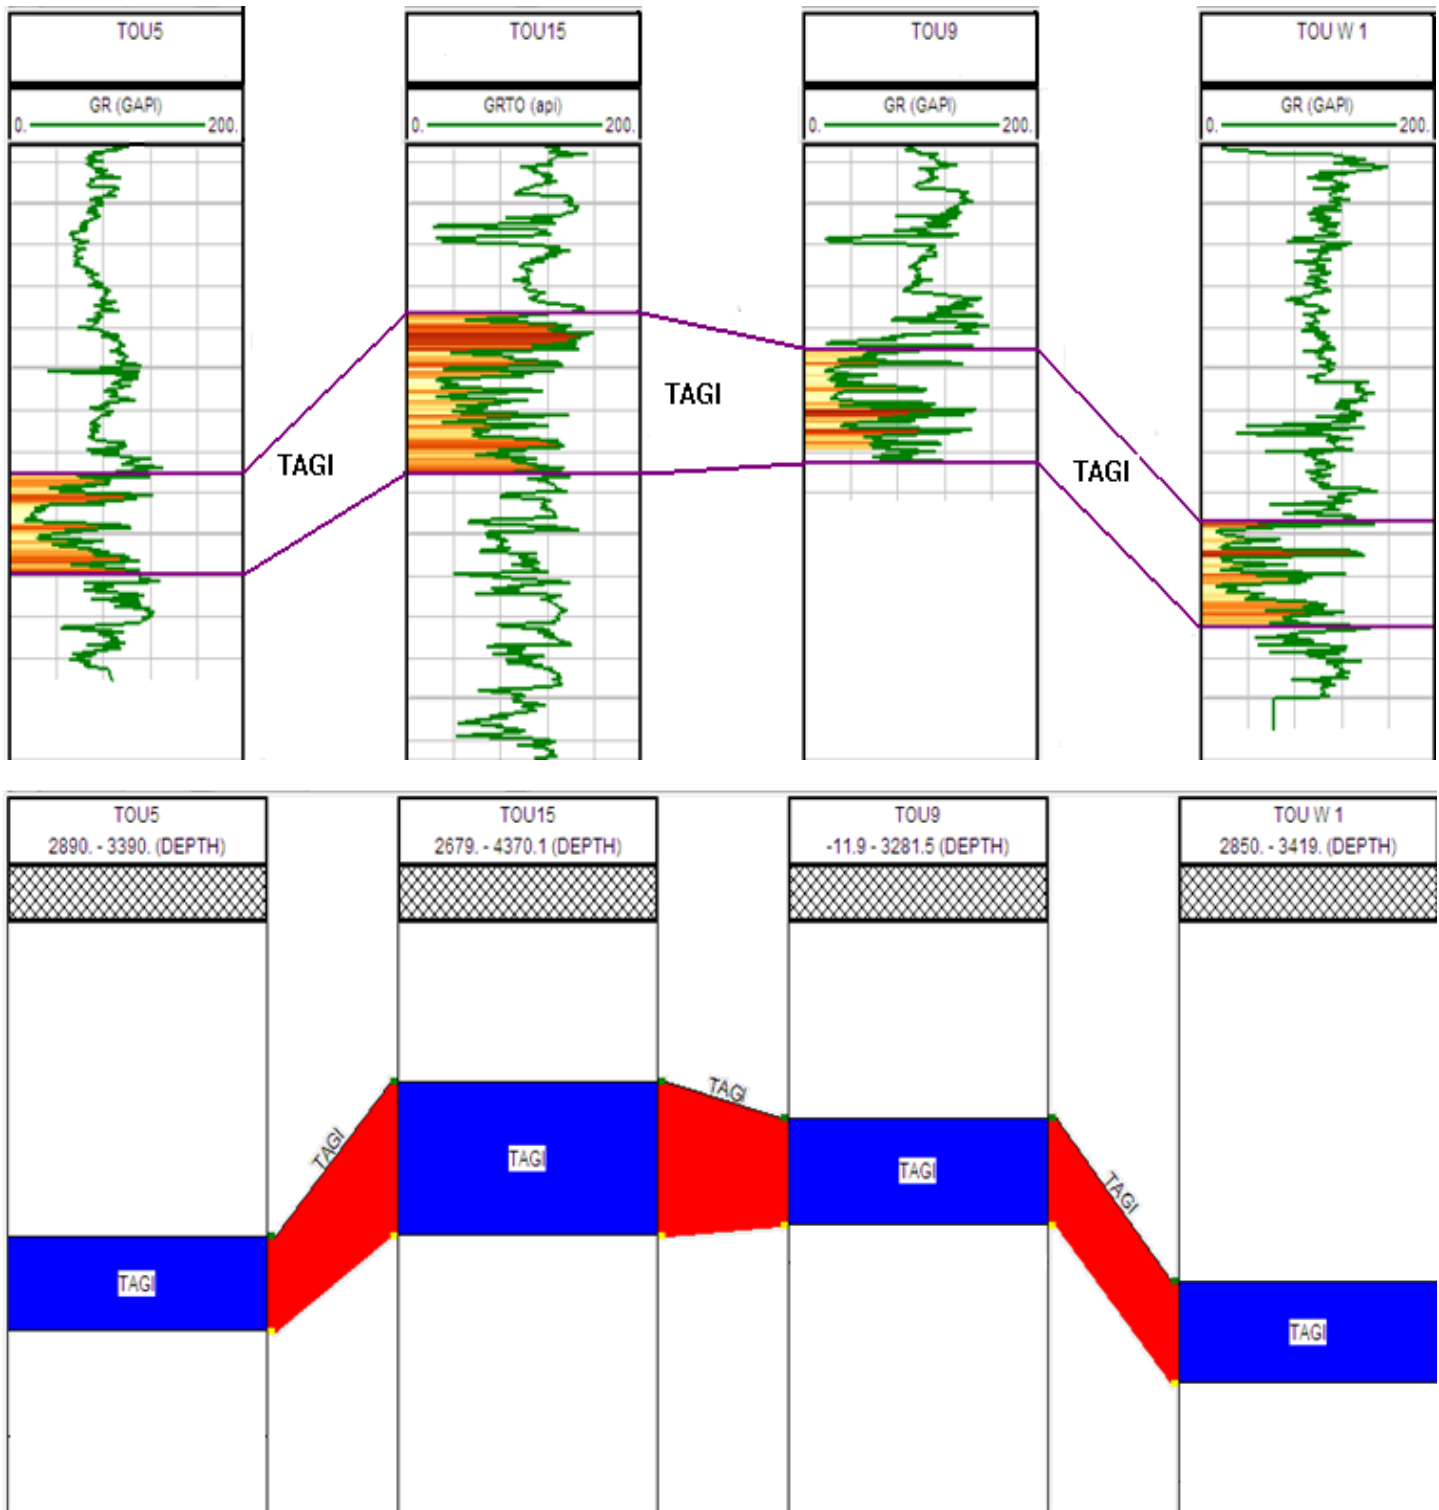 TOU5 TOU15 TOU9 TOU W 1
GR (GAPI) GRTO (api) GR (GAPI) GR (GAPI)
0. 200. 0. 200. 0. 200. 0. 200.
TAGI
TAGI
TAGI
TOU5 TOU15 TOU9 TOU W 1
2890. - 3390. (DEPTH) 2679. - 4370.1 (DEPTH) -11.9 - 3281.5 (DEPTH) 2850. - 3419. (DEPTH)
TAGI
TAGI
TAGI
TAGI
TAGI
TAGI
TAGI